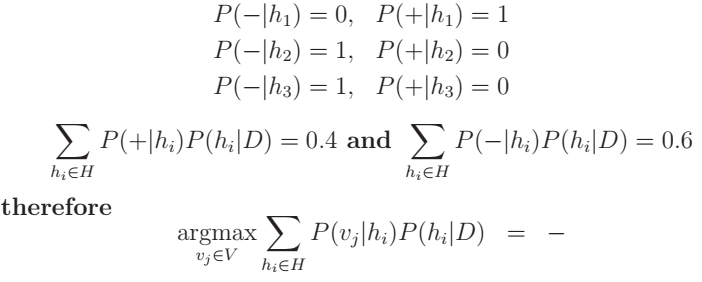 P(−|h₁) = 0, P(+|h₁) = 1
P(−|h₂) = 1, P(+|h₂) = 0
P(−|h₃) = 1, P(+|h₃) = 0
∑_{hᵢ∈H} P(+|hᵢ)P(hᵢ|D) = 0.4 and ∑_{hᵢ∈H} P(−|hᵢ)P(hᵢ|D) = 0.6
therefore
argmax_{vⱼ∈V} ∑_{hᵢ∈H} P(vⱼ|hᵢ)P(hᵢ|D) = −